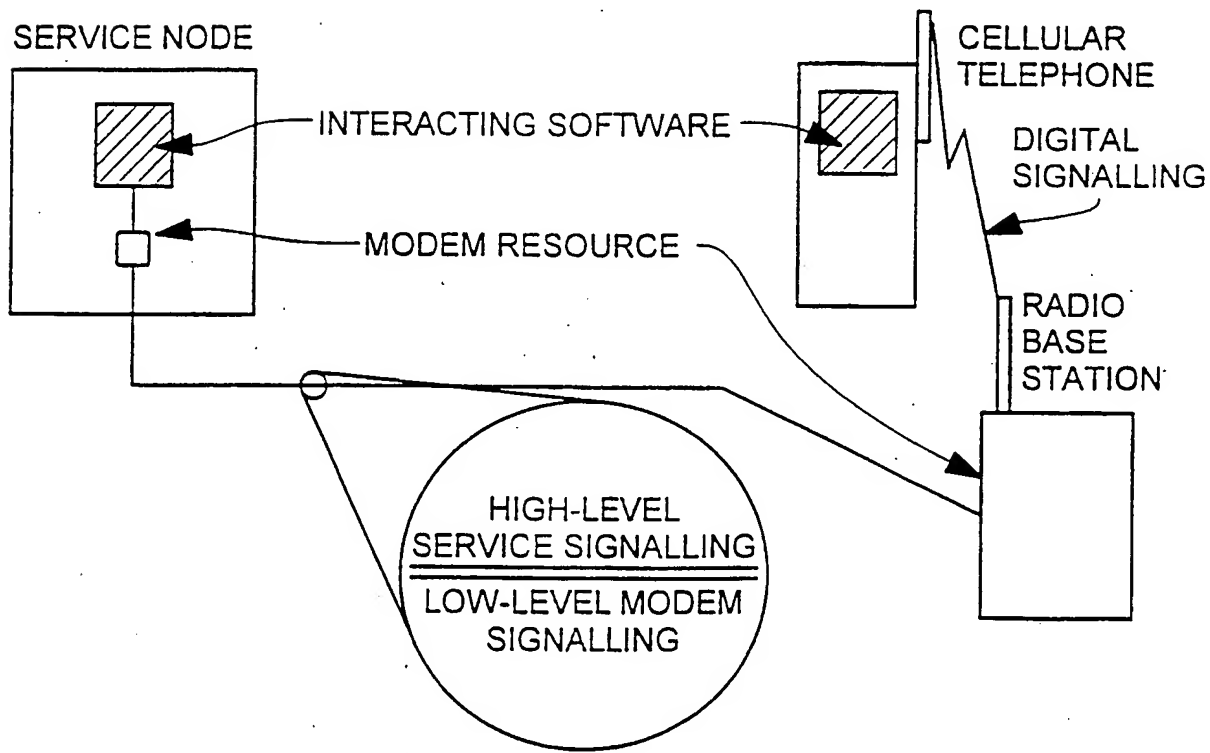 SERVICE NODE
CELLULAR
TELEPHONE
INTERACTING SOFTWARE
DIGITAL
SIGNALLING
MODEM RESOURCE
RADIO
BASE
STATION
HIGH-LEVEL
SERVICE SIGNALLING
LOW-LEVEL MODEM
SIGNALLING